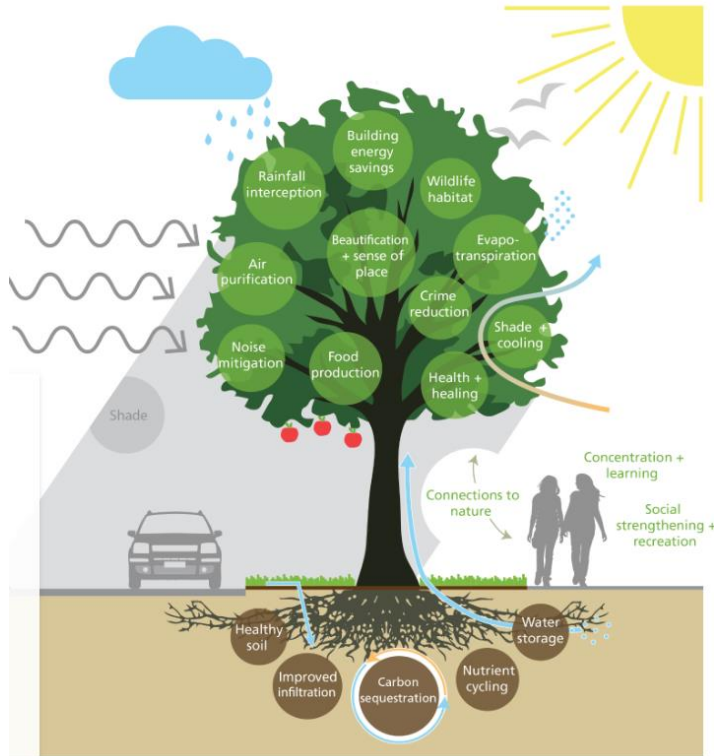 Building
energy
savings
Rainfall
interception
Wildlife
habitat
Beautification
+ sense of
place
Evapo-
transpiration
Air
purification
Crime
reduction
Shade +
cooling
Noise
mitigation
Food
production
Health +
healing
Shade
Connections to
nature
Concentration +
learning
Social
strengthening +
recreation
Healthy
soil
Water
storage
Improved
infiltration
Carbon
sequestration
Nutrient
cycling